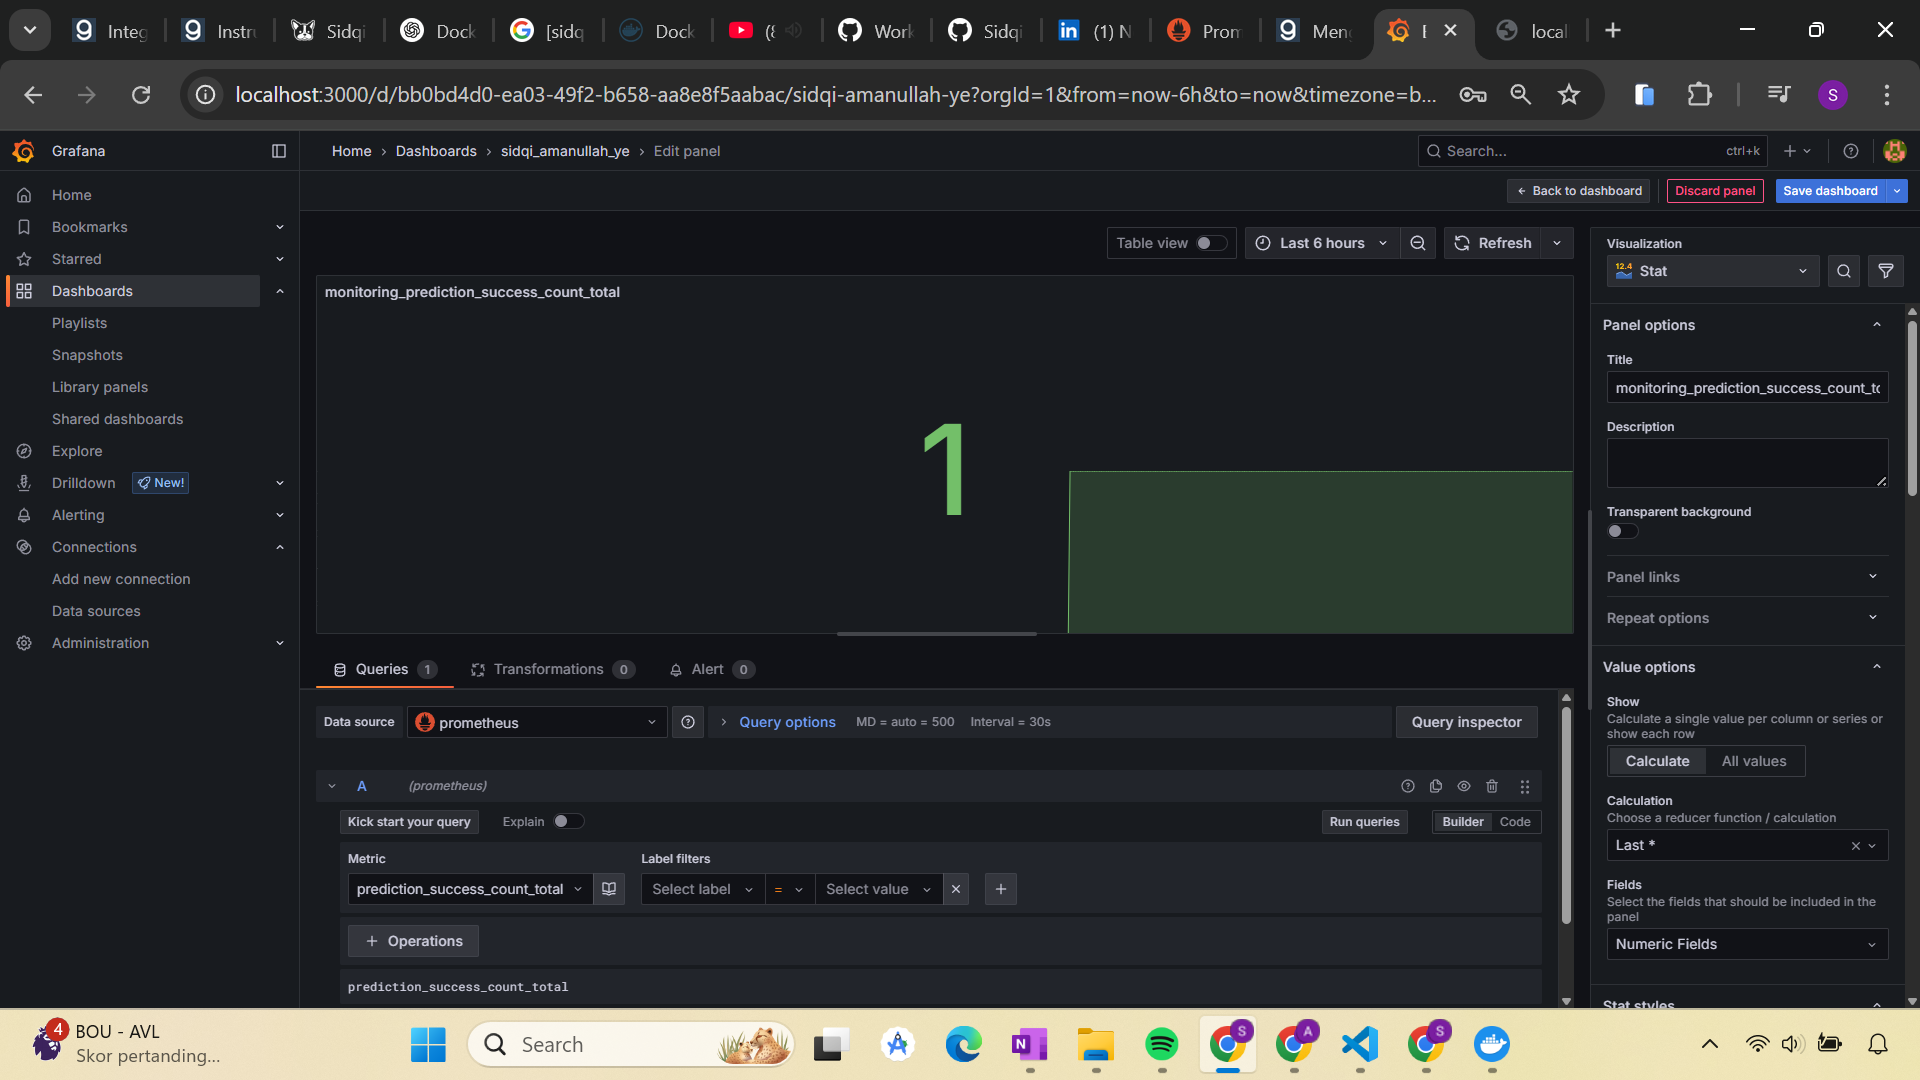 Integ
Instru
Sidqi
Dock
[sidq
Dock
(8
Work
Sidqi
(1) N
Prom
Meng
local
localhost:3000/d/bb0bd4d0-ea03-49f2-b658-aa8e8f5aabac/sidqi-amanullah-ye?orgId=1&from=now-6h&to=now&timezone=b...
S
Grafana
Home › Dashboards › sidqi_amanullah_ye › Edit panel
Search... ctrl+k
Back to dashboard
Discard panel
Save dashboard
Home
Bookmarks
Starred
Dashboards
Playlists
Snapshots
Library panels
Shared dashboards
Explore
Drilldown New!
Alerting
Connections
Add new connection
Data sources
Administration
Table view
Last 6 hours
Refresh
monitoring_prediction_success_count_total
1
Queries 1
Transformations 0
Alert 0
Data source
prometheus
Query options MD = auto = 500 Interval = 30s
Query inspector
A (prometheus)
Kick start your query
Explain
Run queries
Builder Code
Metric
Label filters
prediction_success_count_total
Select label
=
Select value
+ Operations
prediction_success_count_total
Visualization
12.4
Stat
Panel options
Title
monitoring_prediction_success_count_to
Description
Transparent background
Panel links
Repeat options
Value options
Show
Calculate a single value per column or series or
show each row
Calculate All values
Calculation
Choose a reducer function / calculation
Last *
Fields
Select the fields that should be included in the
panel
Numeric Fields
Stat styles
4
BOU - AVL
Skor pertanding...
Search
N
S
A
S